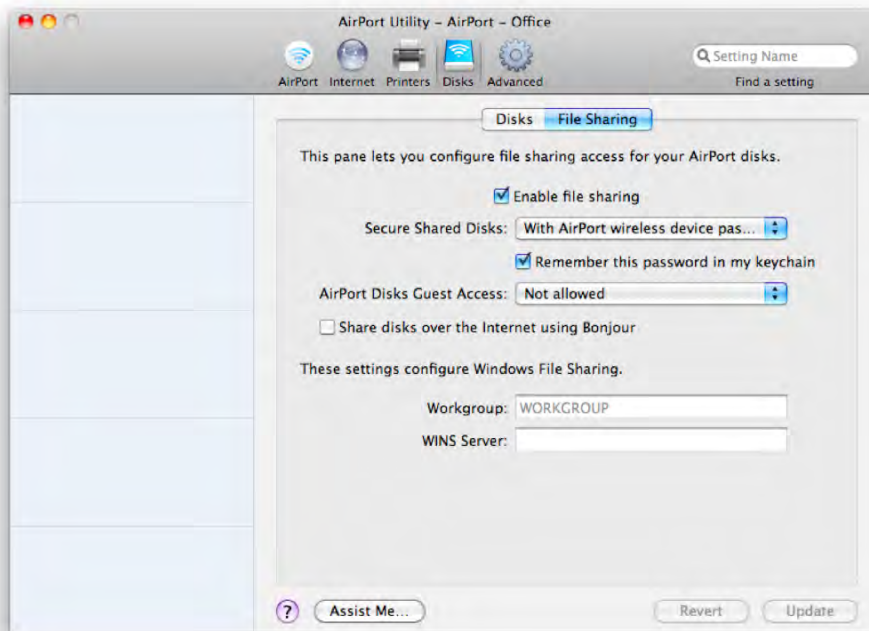 AirPort Utility – AirPort – Office
AirPort Internet Printers Disks Advanced
Setting Name
Find a setting
Disks File Sharing
This pane lets you configure file sharing access for your AirPort disks.
Enable file sharing
Secure Shared Disks: With AirPort wireless device pas...
Remember this password in my keychain
AirPort Disks Guest Access: Not allowed
Share disks over the Internet using Bonjour
These settings configure Windows File Sharing.
Workgroup: WORKGROUP
WINS Server:
? Assist Me... Revert Update